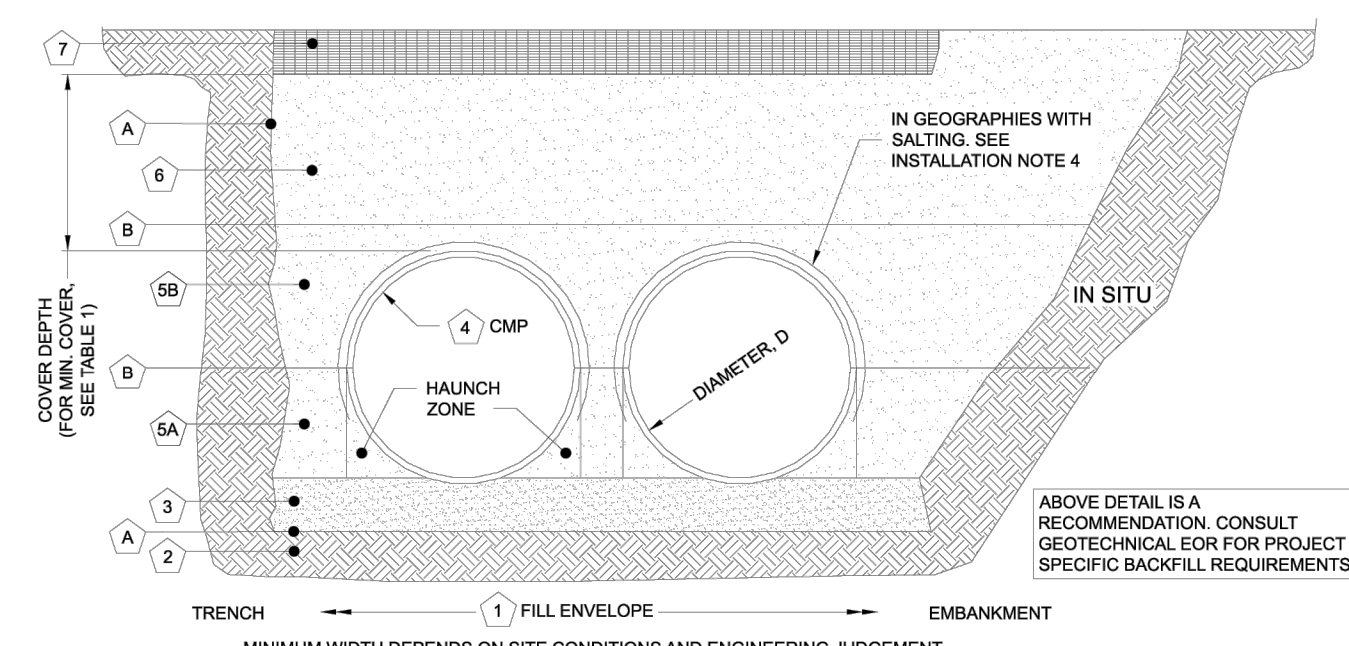 7
A
6
B
5B
B
5A
3
A
2
COVER DEPTH
(FOR MIN. COVER,
SEE TABLE 1)
IN GEOGRAPHIES WITH
SALTING. SEE
INSTALLATION NOTE 4
4 CMP
DIAMETER, D
HAUNCH
ZONE
IN SITU
ABOVE DETAIL IS A
RECOMMENDATION. CONSULT
GEOTECHNICAL EOR FOR PROJECT
SPECIFIC BACKFILL REQUIREMENTS
TRENCH
1 FILL ENVELOPE
EMBANKMENT
MINIMUM WIDTH DEPENDS ON SITE CONDITIONS AND ENGINEERING JUDGEMENT